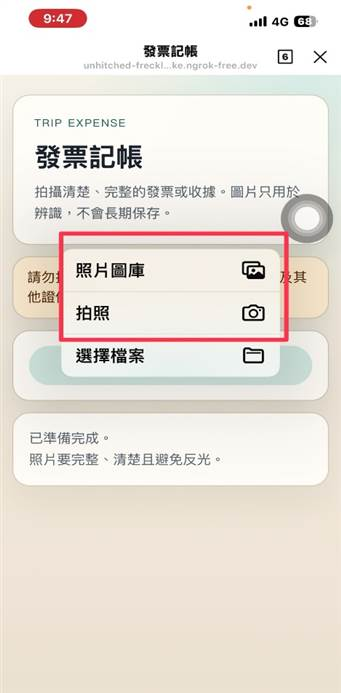 9:47
4G 68
發票記帳
unhitched-freckl...ke.ngrok-free.dev
6
TRIP EXPENSE
發票記帳
拍攝清楚、完整的發票或收據。圖片只用於
辨識，不會長期保存。
請勿
及其
他證
照片圖庫
拍照
選擇檔案
已準備完成。
照片要完整、清楚且避免反光。